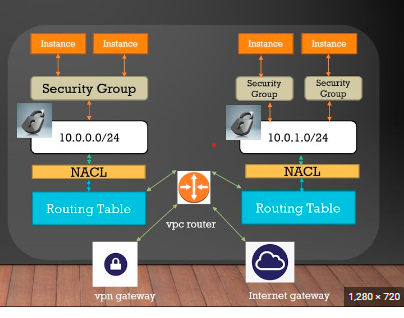 Instance
Instance
Instance
Instance
Security Group
Security
Group
Security
Group
10.0.0.0/24
10.0.1.0/24
NACL
NACL
Routing Table
Routing Table
vpc router
vpn gateway
Internet gateway
1,280 × 720